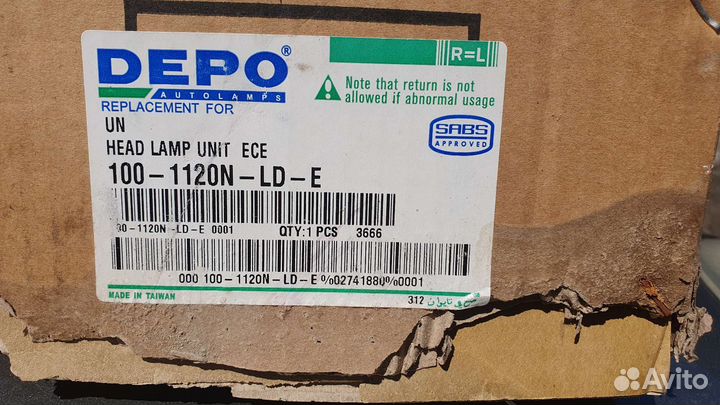 DEPO®
AUTOLAMPS
REPLACEMENT FOR
R=L
Note that return is not
allowed if abnormal usage
SABS
APPROVED
UN
HEAD LAMP UNIT ECE
100-1120N-LD-E
00-1120N-LD-E 0001 QTY:1 PCS 3666
000 100-1120N-LD-E %02741880%0001
MADE IN TAIWAN
312 تايوان
Avito